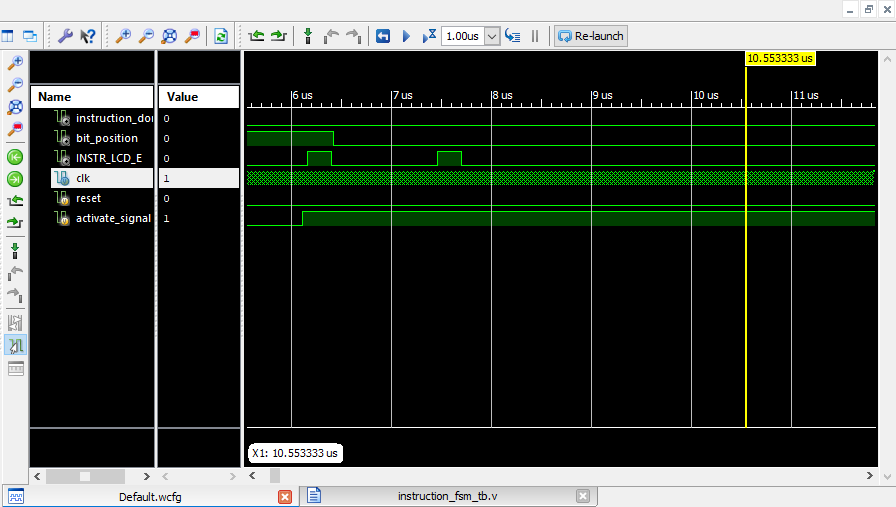 1.00us
Re-launch
10.553333 us
Name
Value
6 us
7 us
8 us
9 us
10 us
11 us
instruction_do
0
bit_position
0
INSTR_LCD_E
0
clk
1
reset
0
activate_signal
1
X1: 10.553333 us
Default.wcfg
instruction_fsm_tb.v